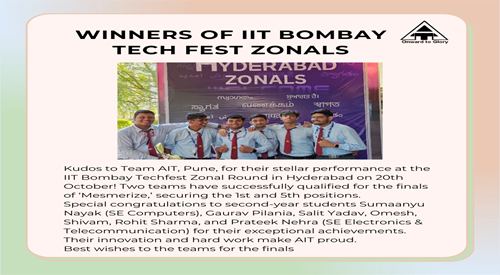 WINNERS OF IIT BOMBAY
TECH FEST ZONALS
Onward to Glory
HYDERABAD
ZONALS
Kudos to Team AIT, Pune, for their stellar performance at the
IIT Bombay Techfest Zonal Round in Hyderabad on 20th
October! Two teams have successfully qualified for the finals
of 'Mesmerize,' securing the 1st and 5th positions.
Special congratulations to second-year students Sumaanyu
Nayak (SE Computers), Gaurav Pilania, Salit Yadav, Omesh,
Shivam, Rohit Sharma, and Prateek Nehra (SE Electronics &
Telecommunication) for their exceptional achievements.
Their innovation and hard work make AIT proud.
Best wishes to the teams for the finals